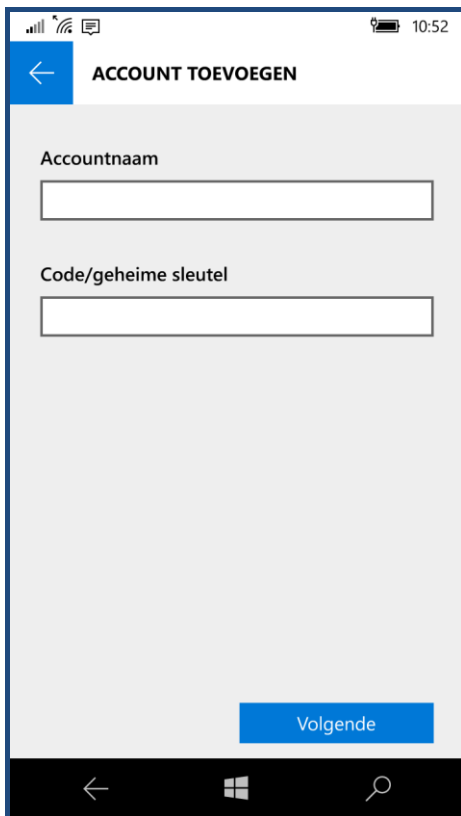 10:52
ACCOUNT TOEVOEGEN
Accountnaam
Code/geheime sleutel
Volgende